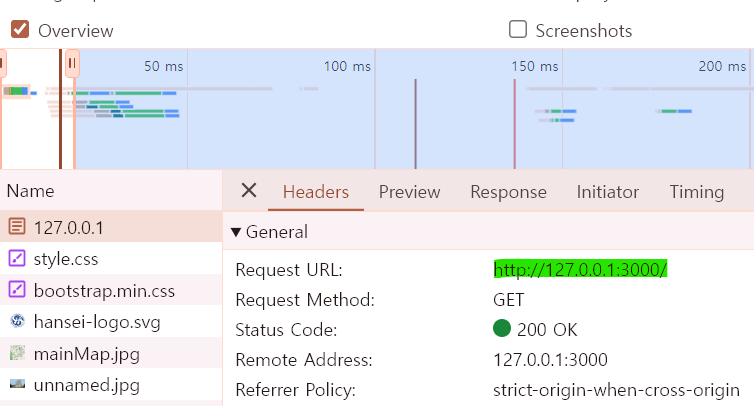 Overview
Screenshots
50 ms
100 ms
150 ms
200 ms
Name
Headers
Preview
Response
Initiator
Timing
127.0.0.1
General
style.css
Request URL:
http://127.0.0.1:3000/
bootstrap.min.css
Request Method:
GET
hansei-logo.svg
Status Code:
200 OK
mainMap.jpg
Remote Address:
127.0.0.1:3000
unnamed.jpg
Referrer Policy:
strict-origin-when-cross-origin